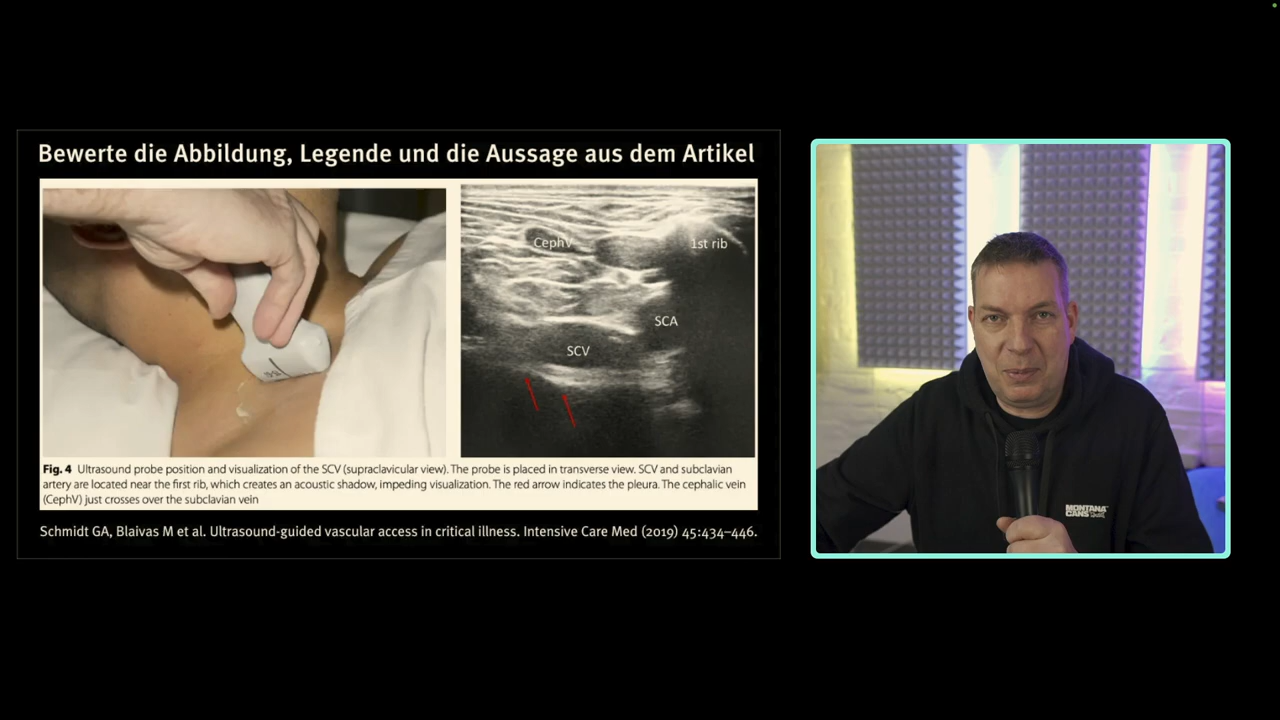 Bewerte die Abbildung, Legende und die Aussage aus dem Artikel
CephV
1st rib
SCA
SCV
Fig. 4 Ultrasound probe position and visualization of the SCV (supraclavicular view). The probe is placed in transverse view. SCV and subclavian
artery are located near the first rib, which creates an acoustic shadow, impeding visualization. The red arrow indicates the pleura. The cephalic vein
(CephV) just crosses over the subclavian vein
Schmidt GA, Blaivas M et al. Ultrasound-guided vascular access in critical illness. Intensive Care Med (2019) 45:434–446.
MONTANA
CANS